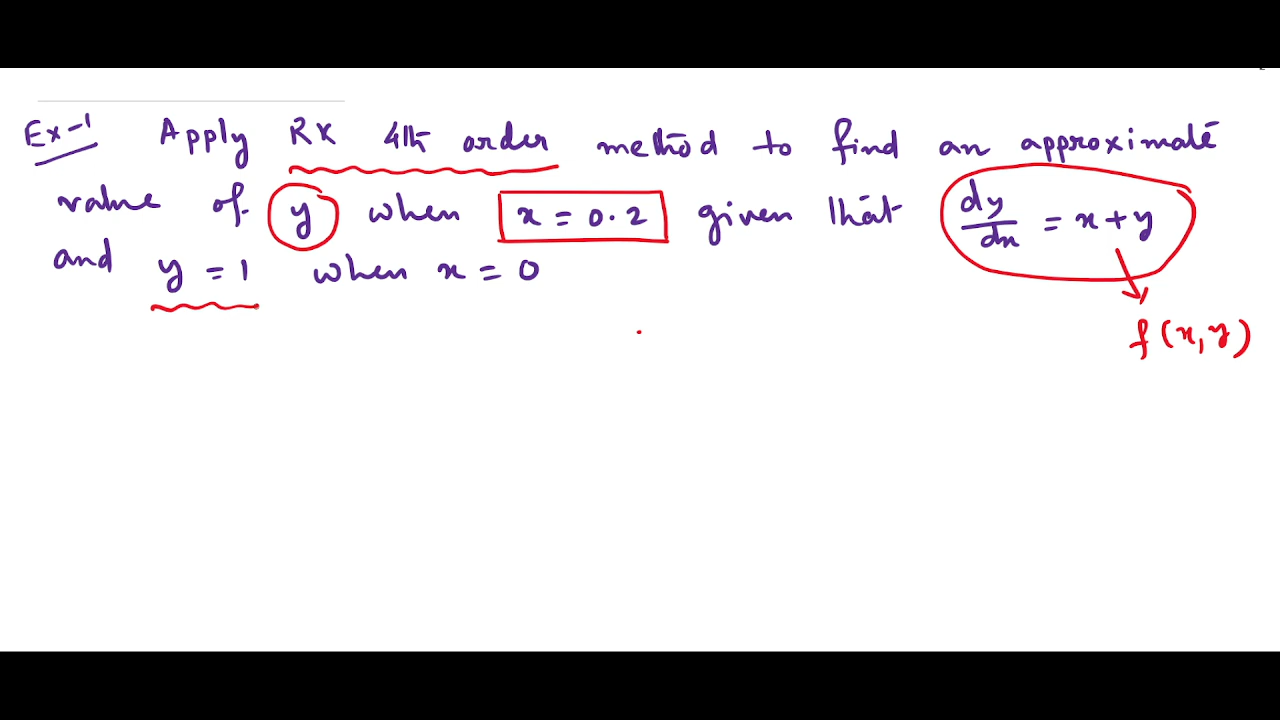 Ex-1 Apply RK 4th order method to find an approximate
value of y when x = 0.2 given that dy/dx = x + y
and y = 1 when x = 0
f(x, y)